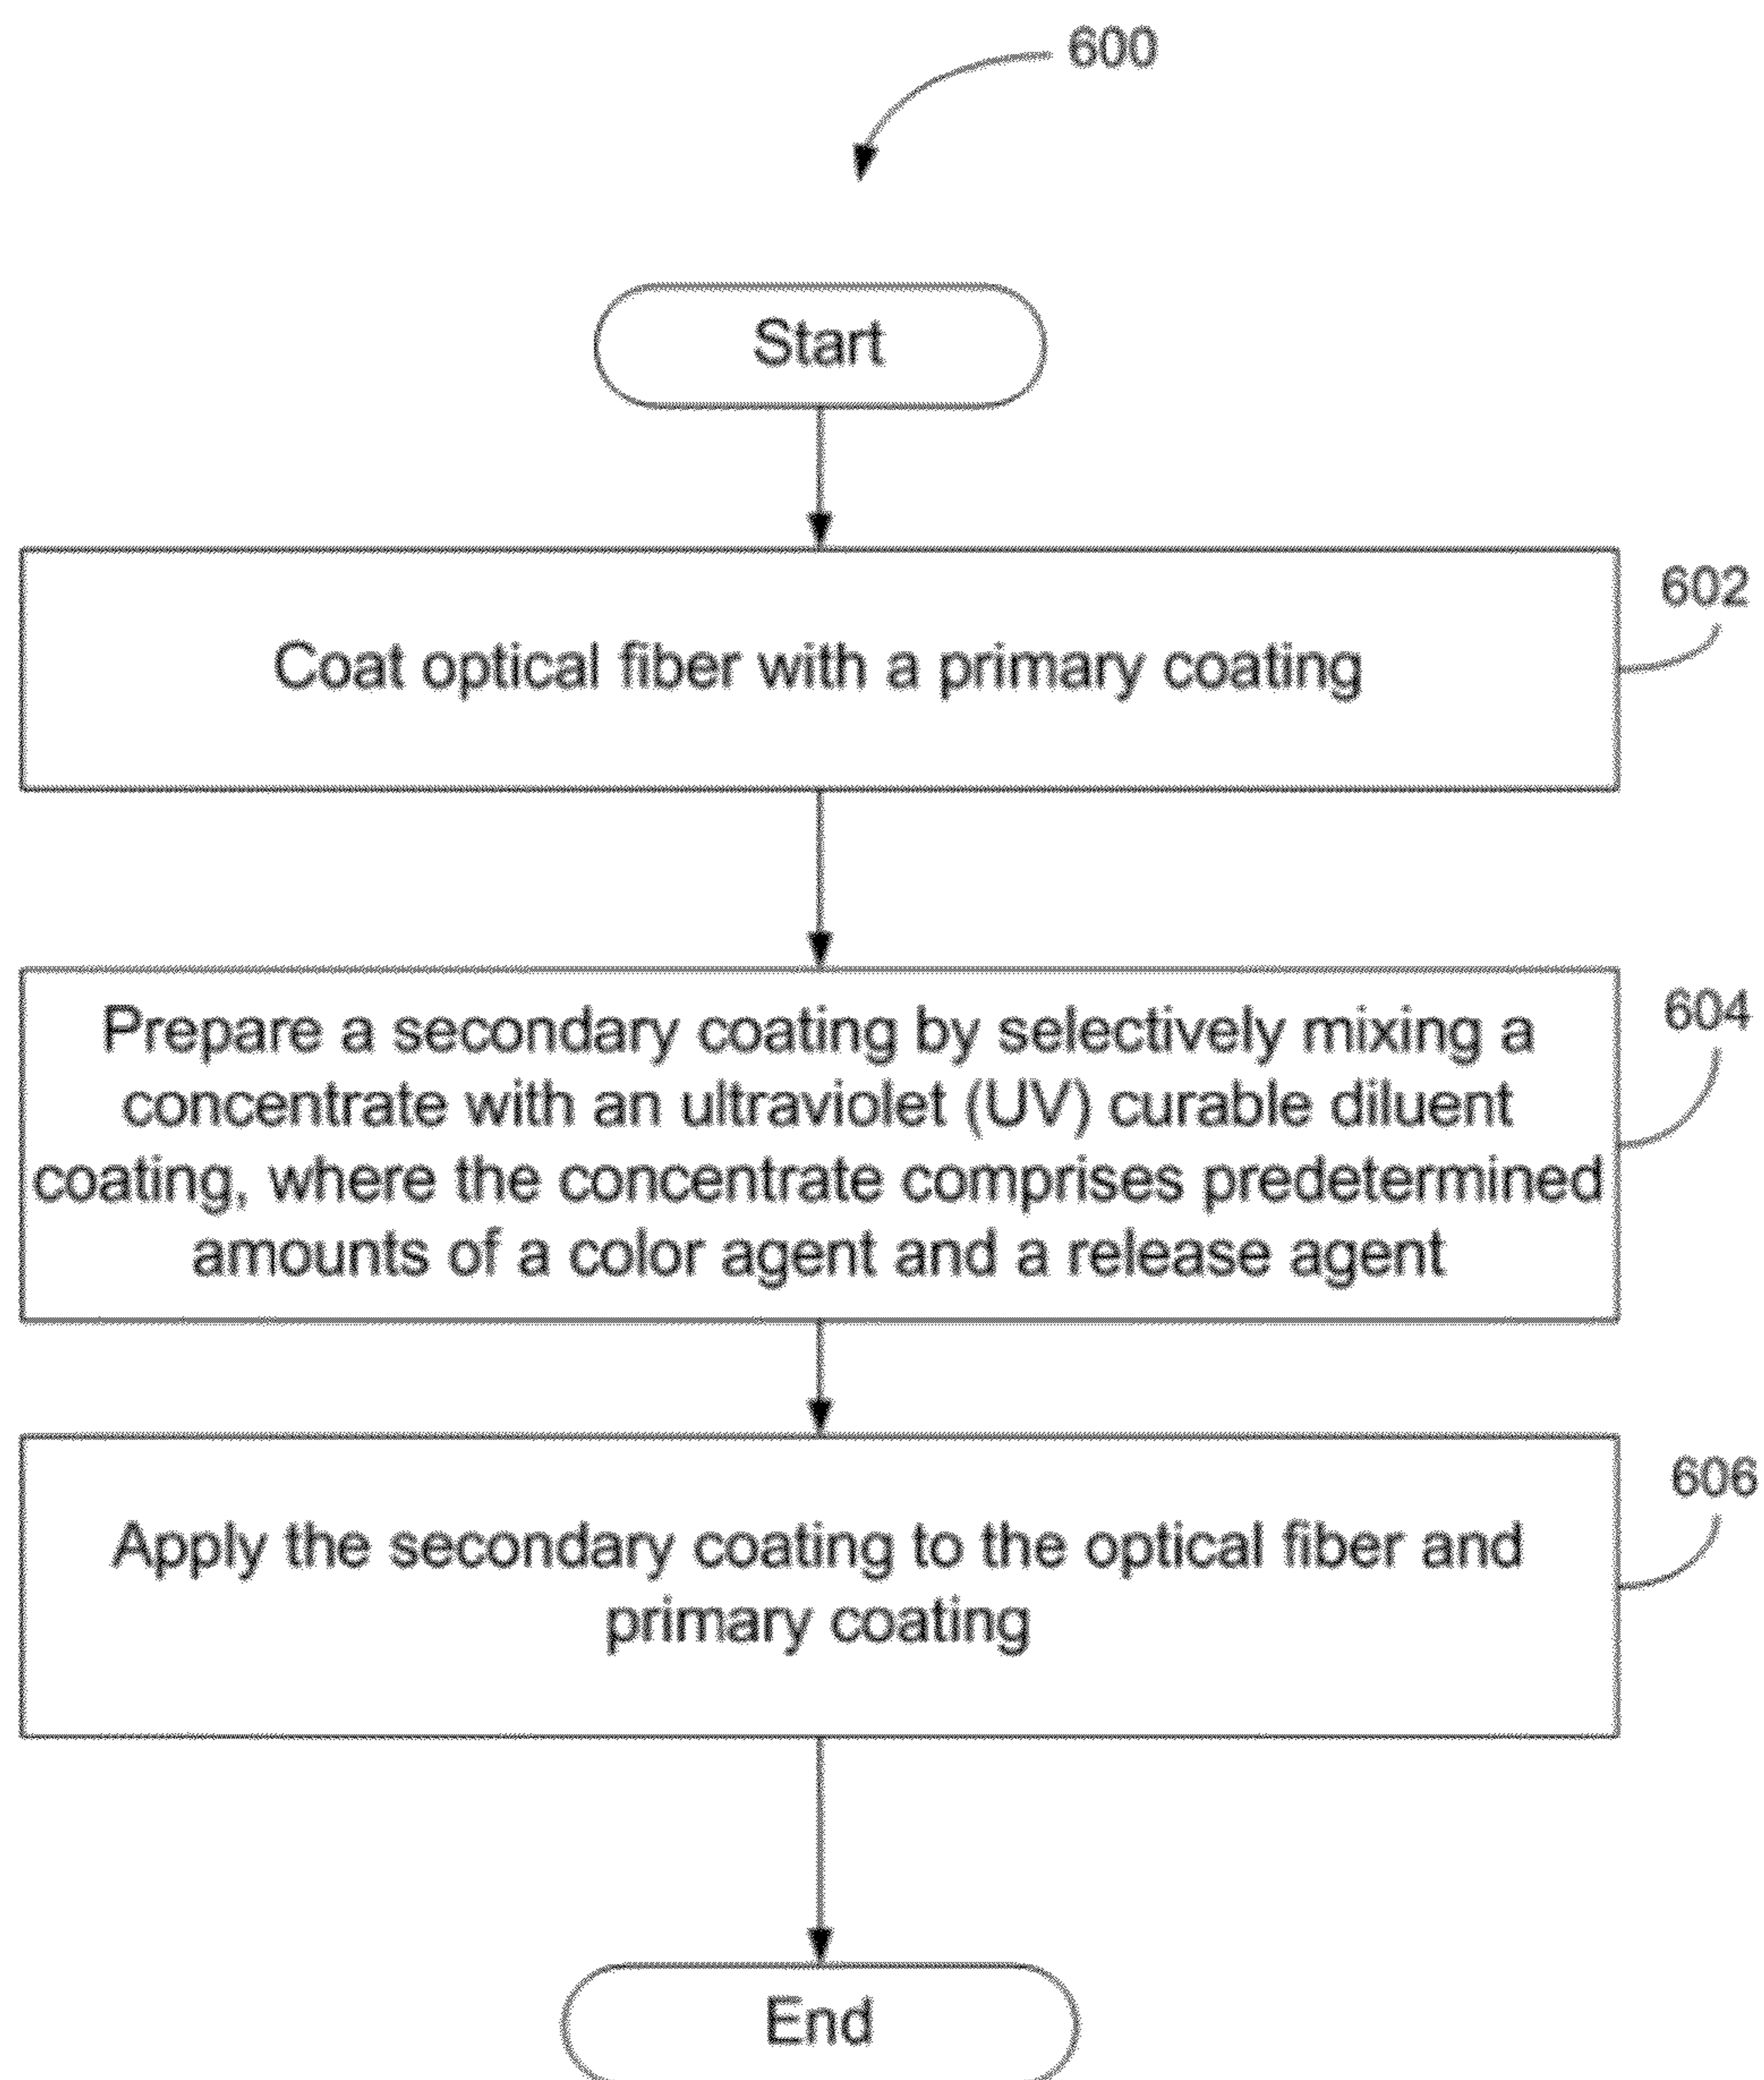 600
Start
602
Coat optical fiber with a primary coating
604
Prepare a secondary coating by selectively mixing a
concentrate with an ultraviolet (UV) curable diluent
coating, where the concentrate comprises predetermined
amounts of a color agent and a release agent
606
Apply the secondary coating to the optical fiber and
primary coating
End